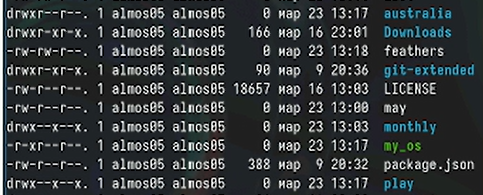 drwxr--r--. 1 almos05 almos05 0 мар 23 13:17 australia
drwxr-xr-x. 1 almos05 almos05 166 мар 16 23:01 Downloads
-rw-rw-r--. 1 almos05 almos05 0 мар 23 13:18 feathers
drwxr-xr-x. 1 almos05 almos05 90 мар 9 20:36 git-extended
-rw-r--r--. 1 almos05 almos05 18657 мар 16 13:03 LICENSE
-rw-r--r--. 1 almos05 almos05 0 мар 23 13:00 may
drwx--x--x. 1 almos05 almos05 0 мар 23 13:03 monthly
-r-xr--r--. 1 almos05 almos05 0 мар 23 13:17 my_os
-rw-r--r--. 1 almos05 almos05 388 мар 9 20:32 package.json
drwx--x--x. 1 almos05 almos05 0 мар 23 13:17 play